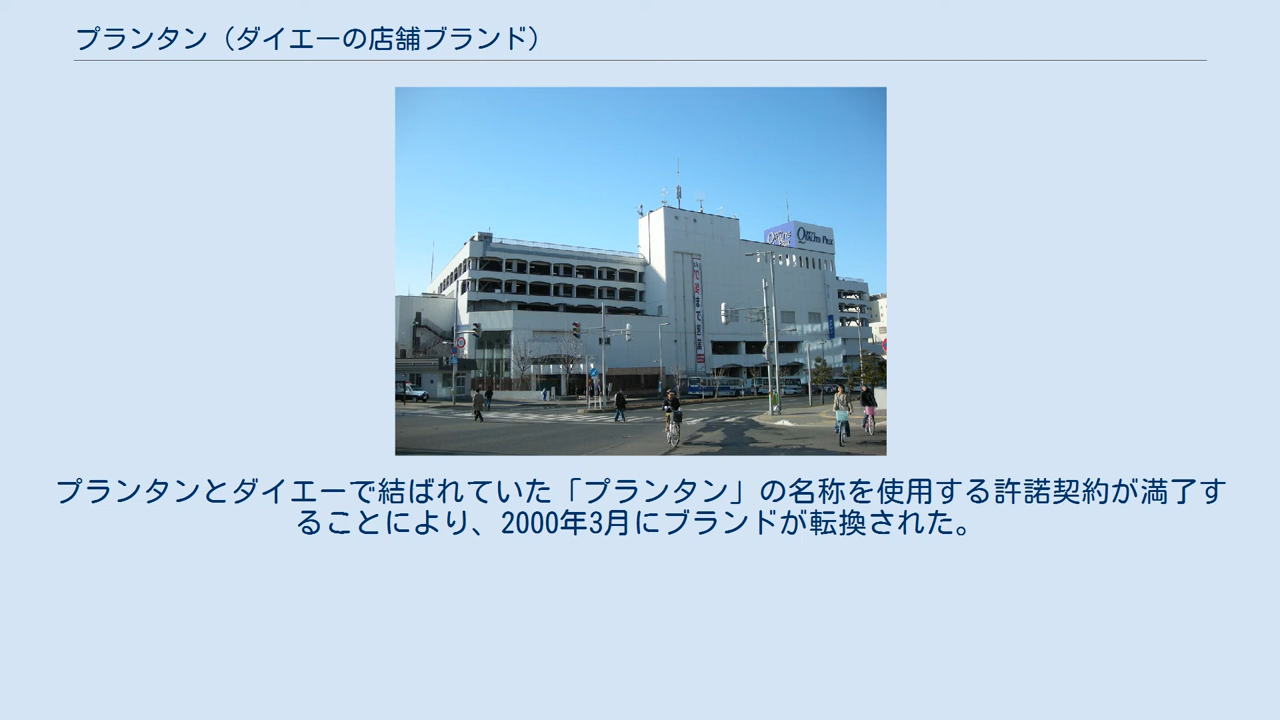 プランタン（ダイエーの店舗ブランド）
プランタンとダイエーで結ばれていた「プランタン」の名称を使用する許諾契約が満了す
ることにより、2000年3月にブランドが転換された。